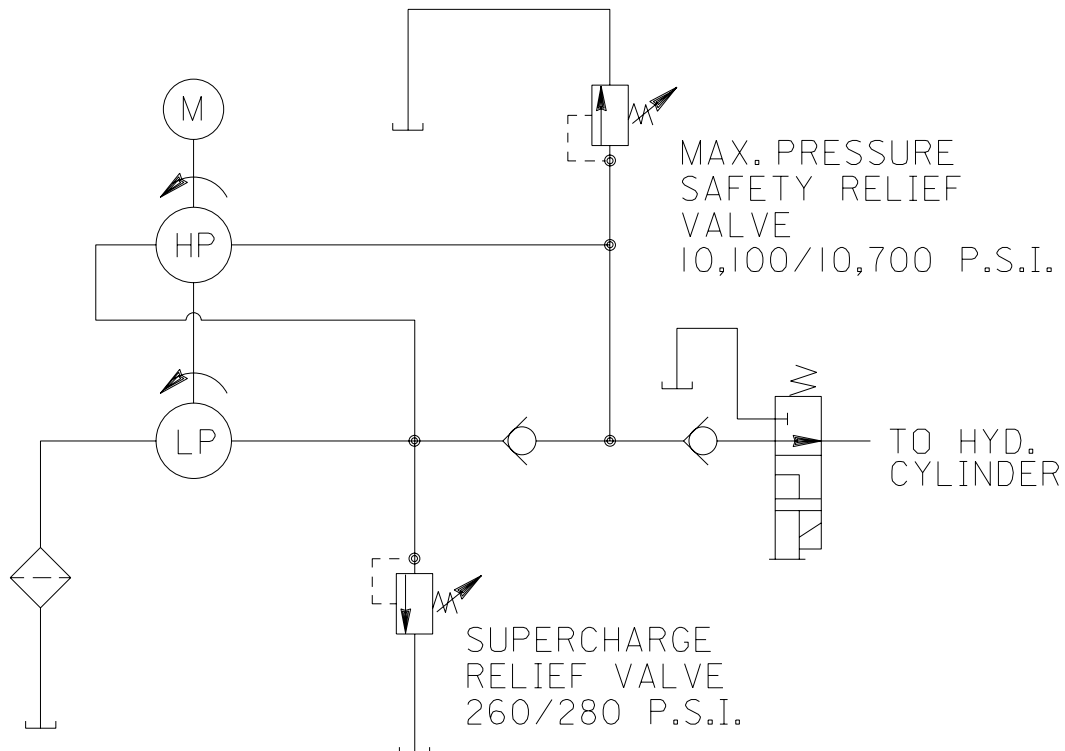 M
MAX. PRESSURE
SAFETY RELIEF
VALVE
10,100/10,700 P.S.I.
HP
LP
TO HYD.
CYLINDER
SUPERCHARGE
RELIEF VALVE
260/280 P.S.I.